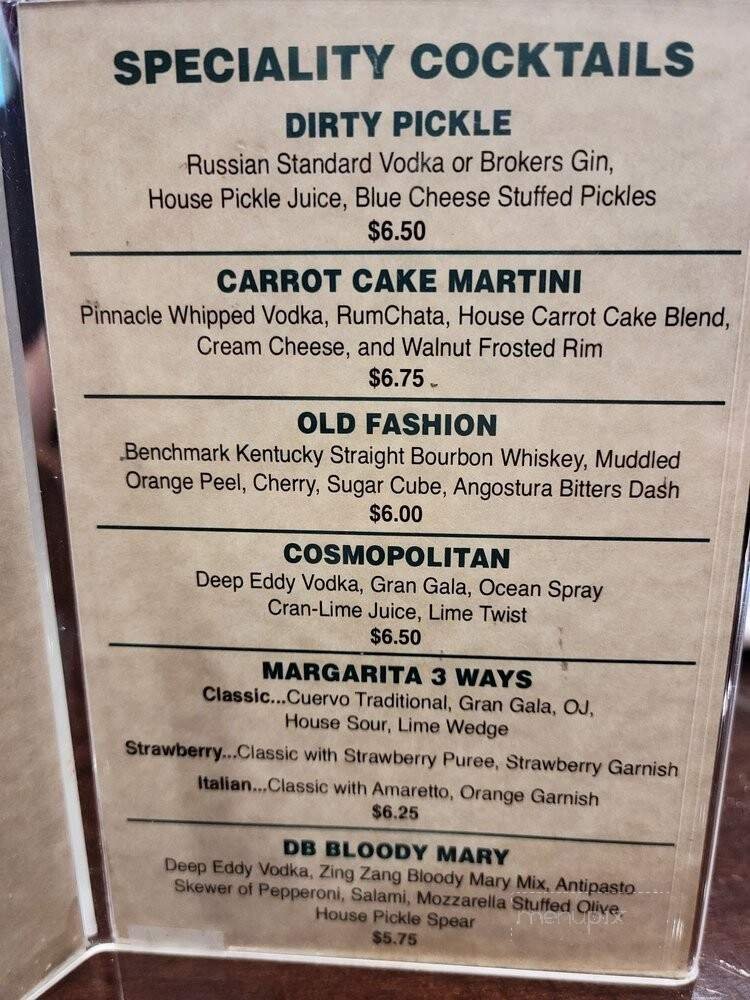 SPECIALITY COCKTAILS
DIRTY PICKLE
Russian Standard Vodka or Brokers Gin,
House Pickle Juice, Blue Cheese Stuffed Pickles
$6.50
CARROT CAKE MARTINI
Pinnacle Whipped Vodka, RumChata, House Carrot Cake Blend,
Cream Cheese, and Walnut Frosted Rim
$6.75
OLD FASHION
Benchmark Kentucky Straight Bourbon Whiskey, Muddled
Orange Peel, Cherry, Sugar Cube, Angostura Bitters Dash
$6.00
COSMOPOLITAN
Deep Eddy Vodka, Gran Gala, Ocean Spray
Cran-Lime Juice, Lime Twist
$6.50
MARGARITA 3 WAYS
Classic...Cuervo Traditional, Gran Gala, OJ,
House Sour, Lime Wedge
Strawberry...Classic with Strawberry Puree, Strawberry Garnish
Italian...Classic with Amaretto, Orange Garnish
$6.25
DB BLOODY MARY
Deep Eddy Vodka, Zing Zang Bloody Mary Mix, Antipasto
Skewer of Pepperoni, Salami, Mozzarella Stuffed Olive,
House Pickle Spear
$5.75
menupix